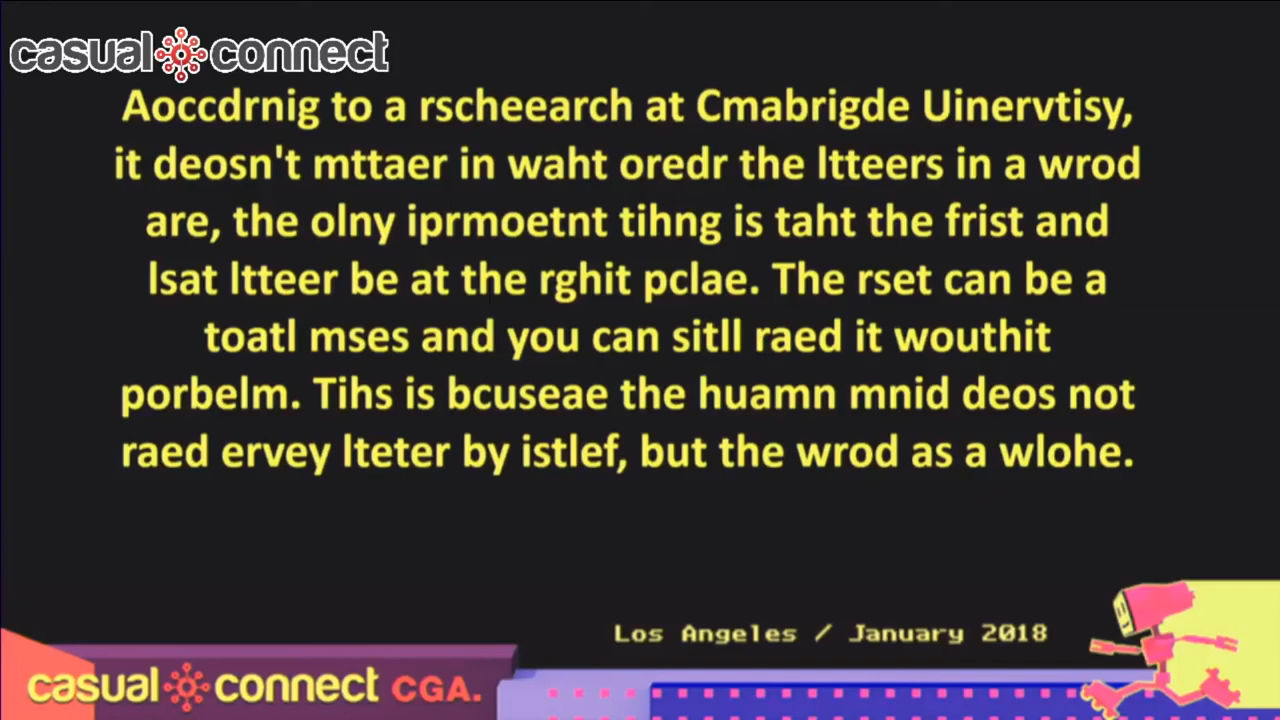 casual connect
Aoccdrnig to a rscheearch at Cmabrigde Uinervtisy,
it deosn't mttaer in waht oredr the ltteers in a wrod
are, the olny iprmoetnt tihng is taht the frist and
lsat ltteer be at the rghit pclae. The rset can be a
toatl mses and you can sitll raed it wouthit
porbelm. Tihs is bcuseae the huamn mnid deos not
raed ervey lteter by istlef, but the wrod as a wlohe.
Los Angeles / January 2018
casual connect CGA.